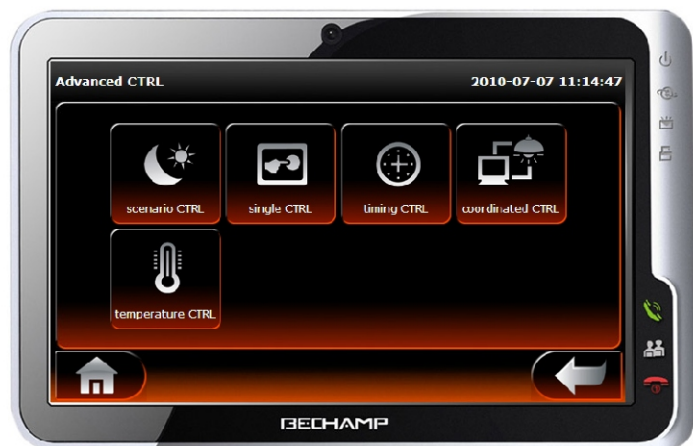 Advanced CTRL 2010-07-07 11:14:47
scenario CTRL single CTRL timing CTRL coordinated CTRL
temperature CTRL
BECHAMP